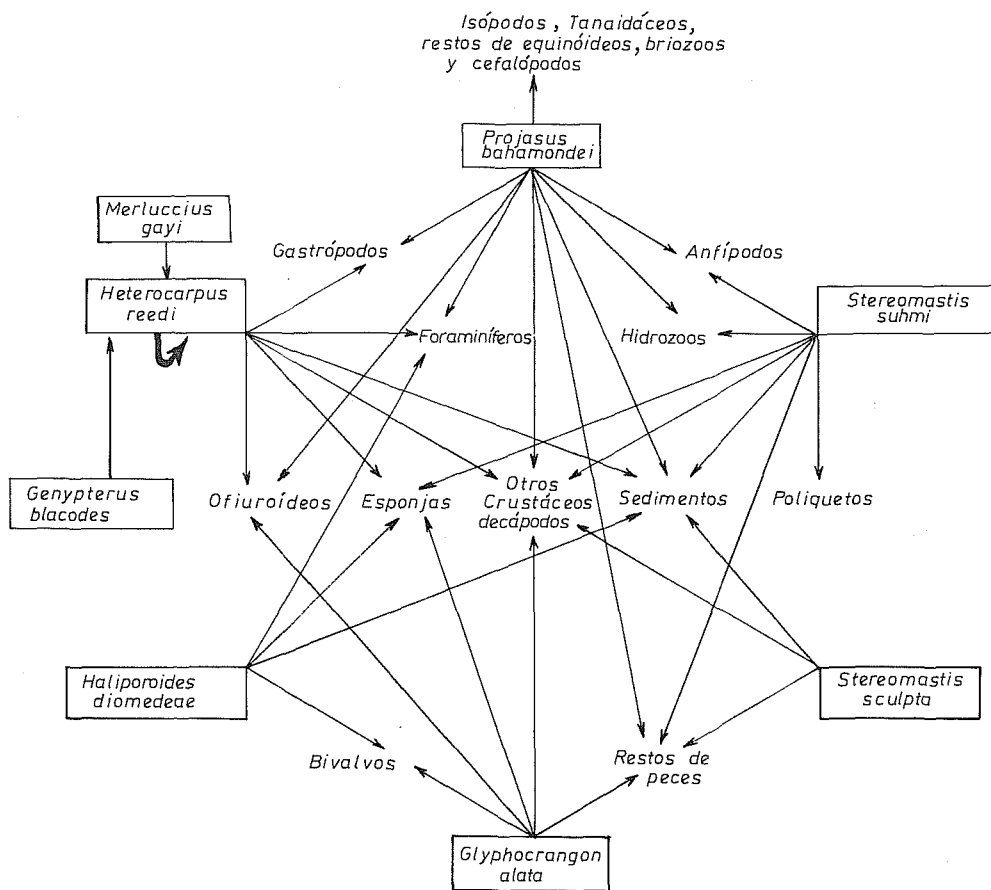 Isópodos, Tanaidáceos,
restos de equinóideos, briozoos
y cefalópodos
Projasus
bahamondei
Merluccius
gayi
Gastrópodos
Anfípodos
Heterocarpus
reedi
Stereomastis
suhmi
Foraminíferos
Hidrozoos
Genypterus
blacodes
Ofiuroídeos
Esponjas
Otros
Crustáceos
decápodos
Sedimentos
Poliquetos
Haliporoides
diomedeae
Stereomastis
sculpta
Bivalvos
Restos de
peces
Glyphocrangon
alata